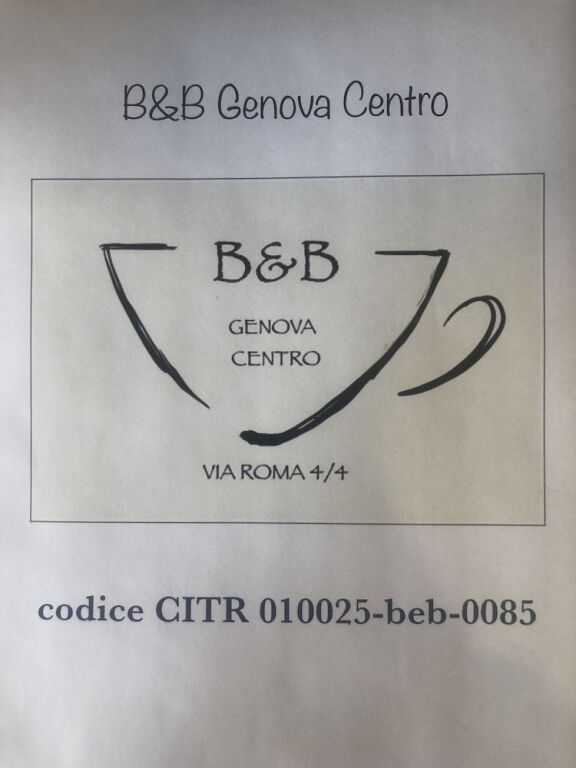 B&B Genova Centro
B&B
GENOVA
CENTRO
VIA ROMA 4/4
codice CITR 010025-beb-0085